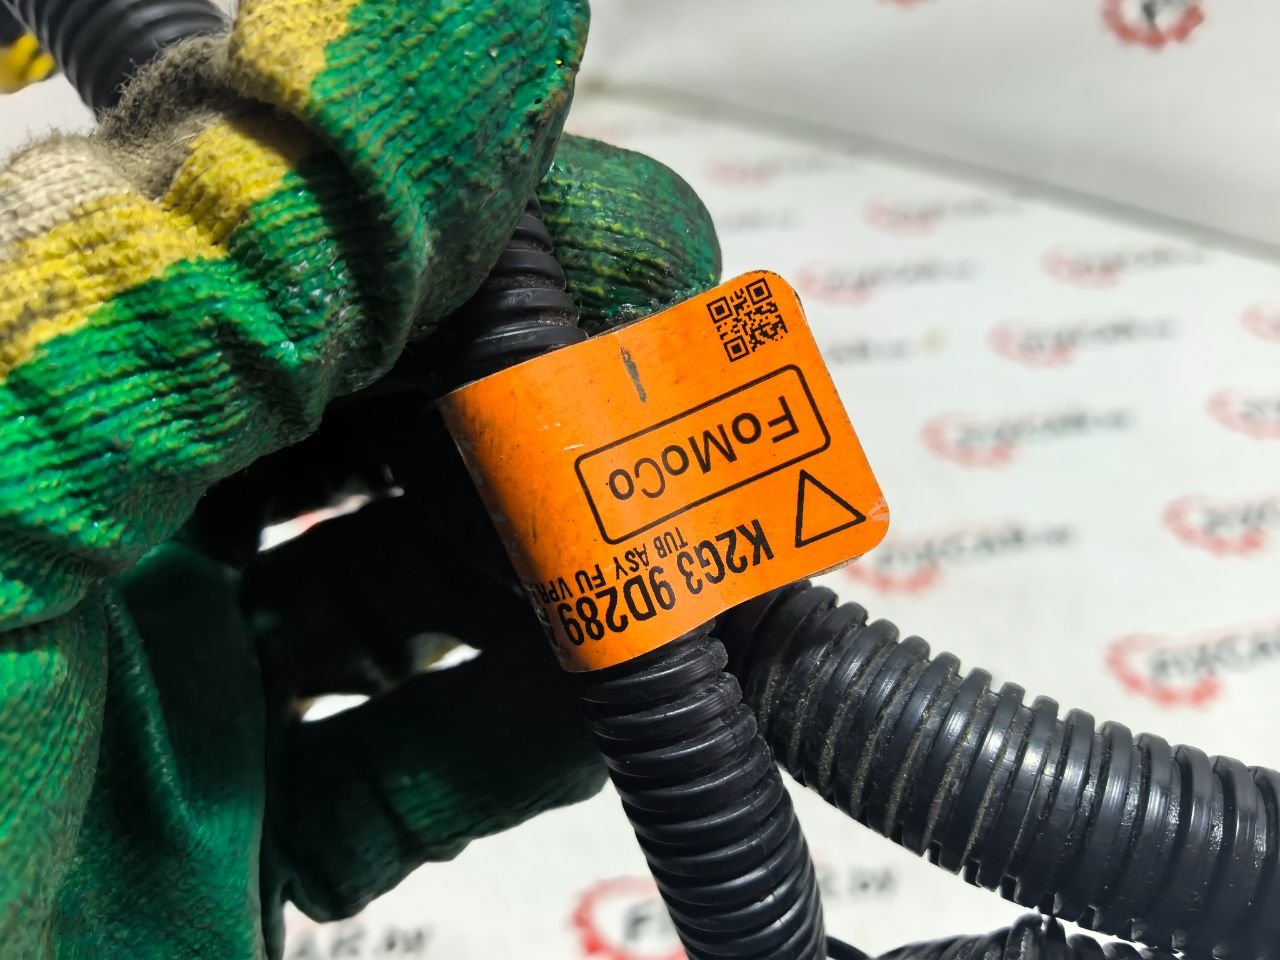 FoMoCo
K2G3 9D289
TUB ASY FU VPR